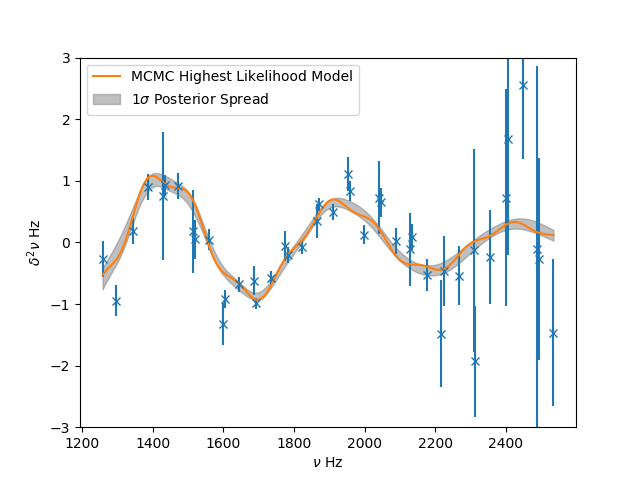 MCMC Highest Likelihood Model
1σ Posterior Spread
3
2
1
0
−1
−2
−3
δ²ν Hz
1200 1400 1600 1800 2000 2200 2400
ν Hz